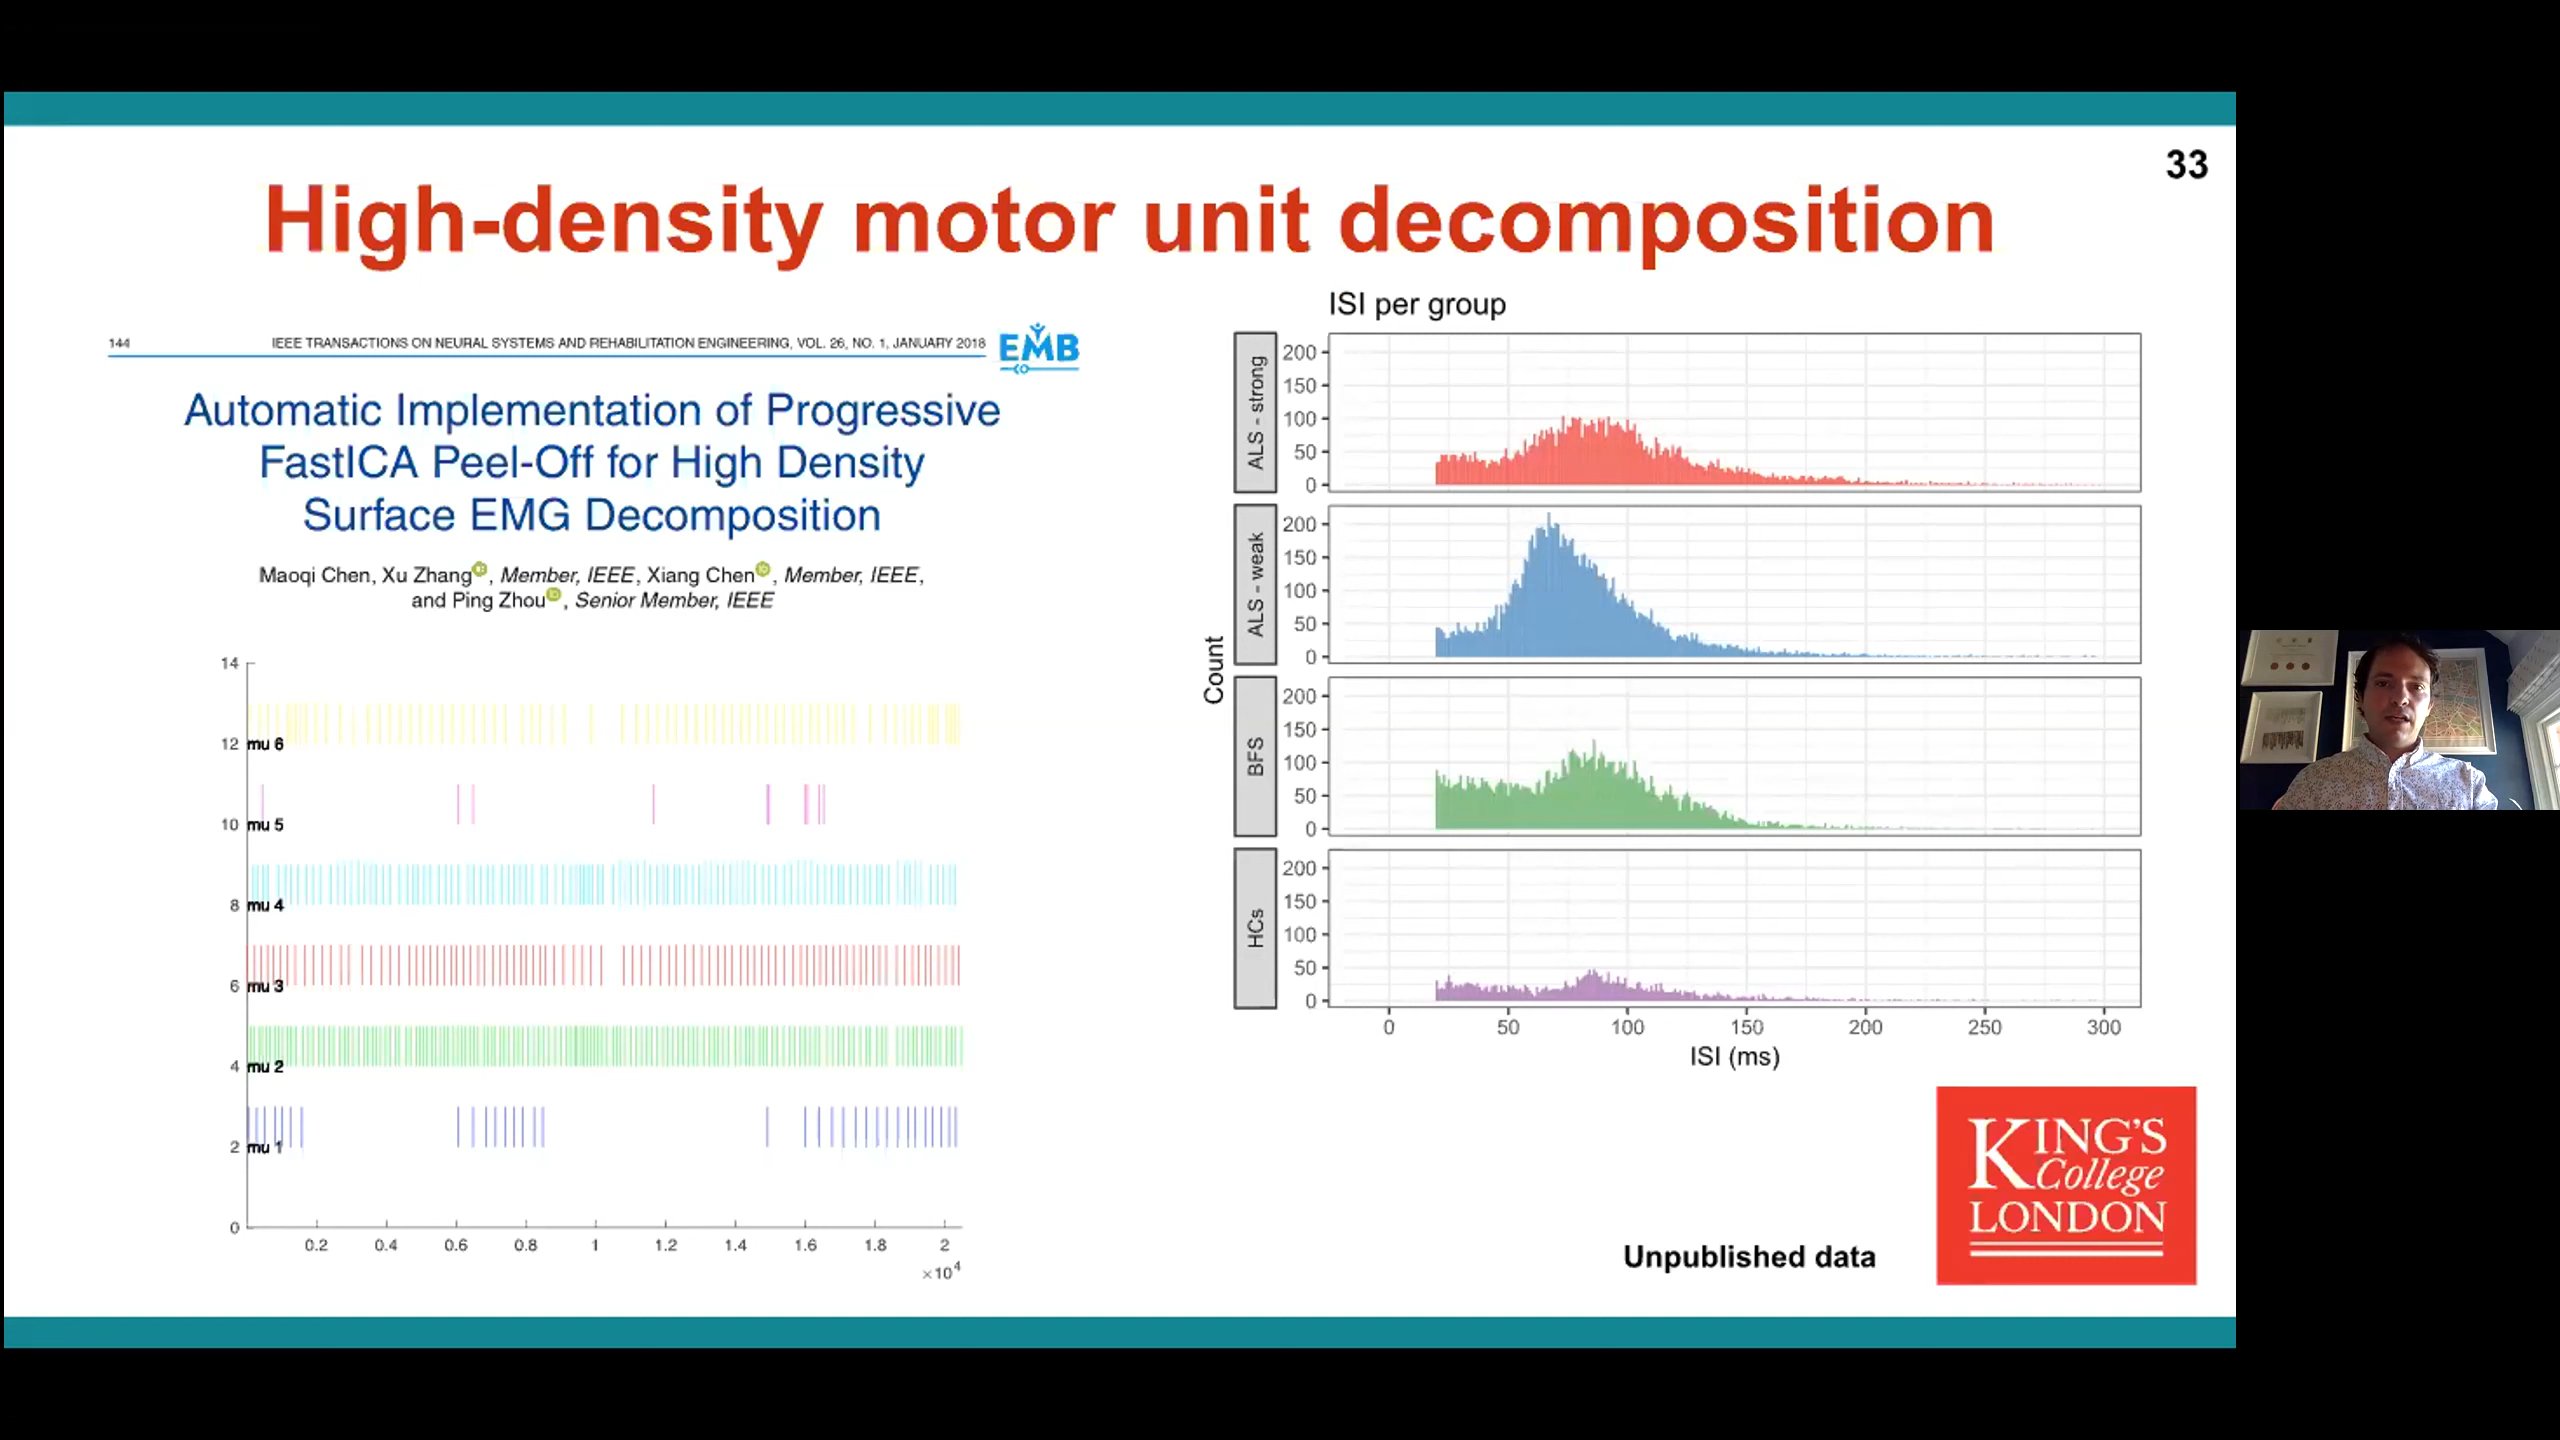 33
High-density motor unit decomposition
144 IEEE TRANSACTIONS ON NEURAL SYSTEMS AND REHABILITATION ENGINEERING, VOL. 26, NO. 1, JANUARY 2018
EMB
Automatic Implementation of Progressive
FastICA Peel-Off for High Density
Surface EMG Decomposition
Maoqi Chen, Xu Zhang, Member, IEEE, Xiang Chen, Member, IEEE,
and Ping Zhou, Senior Member, IEEE
14
12 mu 6
10 mu 5
8 mu 4
6 mu 3
4 mu 2
2 mu 1
0
0.2 0.4 0.6 0.8 1 1.2 1.4 1.6 1.8 2
×10⁴
ISI per group
Count
ALS - strong
200
150
100
50
0
ALS - weak
200
150
100
50
0
BFS
200
150
100
50
0
HCs
200
150
100
50
0
0 50 100 150 200 250 300
ISI (ms)
Unpublished data
KING'S
College
LONDON